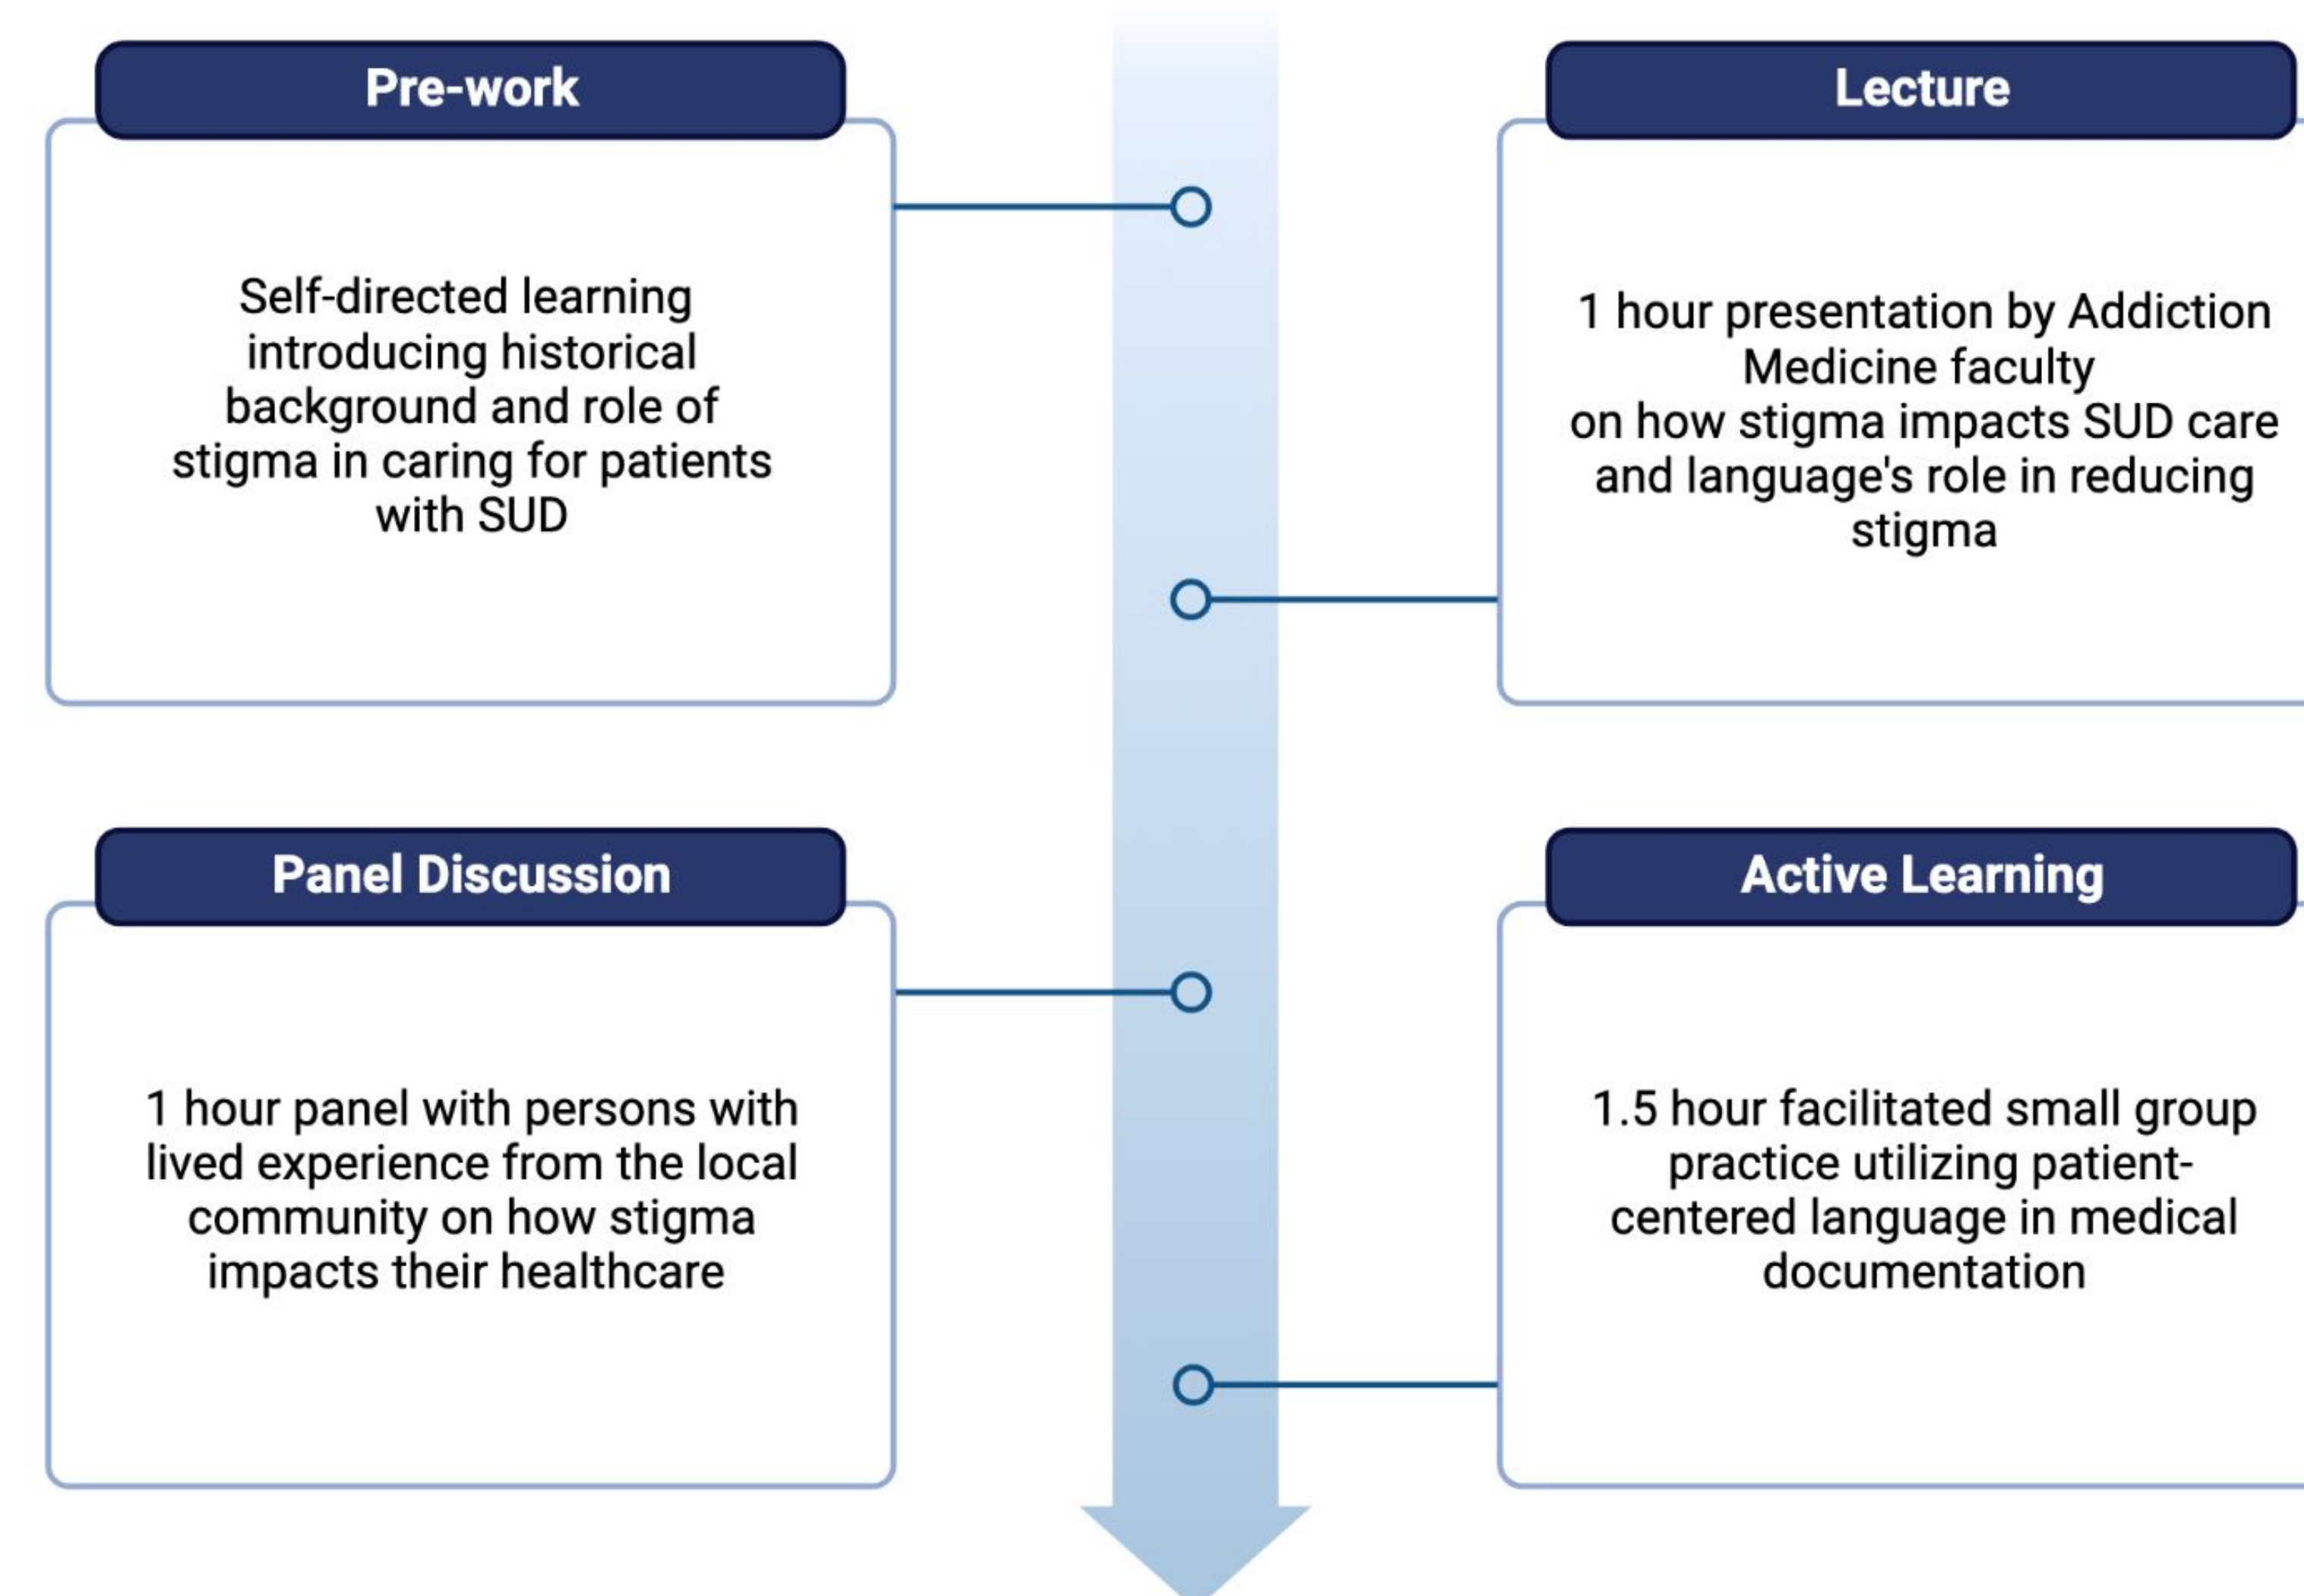 Pre-work
Self-directed learning
introducing historical
background and role of
stigma in caring for patients
with SUD
Lecture
1 hour presentation by Addiction
Medicine faculty
on how stigma impacts SUD care
and language's role in reducing
stigma
Panel Discussion
1 hour panel with persons with
lived experience from the local
community on how stigma
impacts their healthcare
Active Learning
1.5 hour facilitated small group
practice utilizing patient-
centered language in medical
documentation